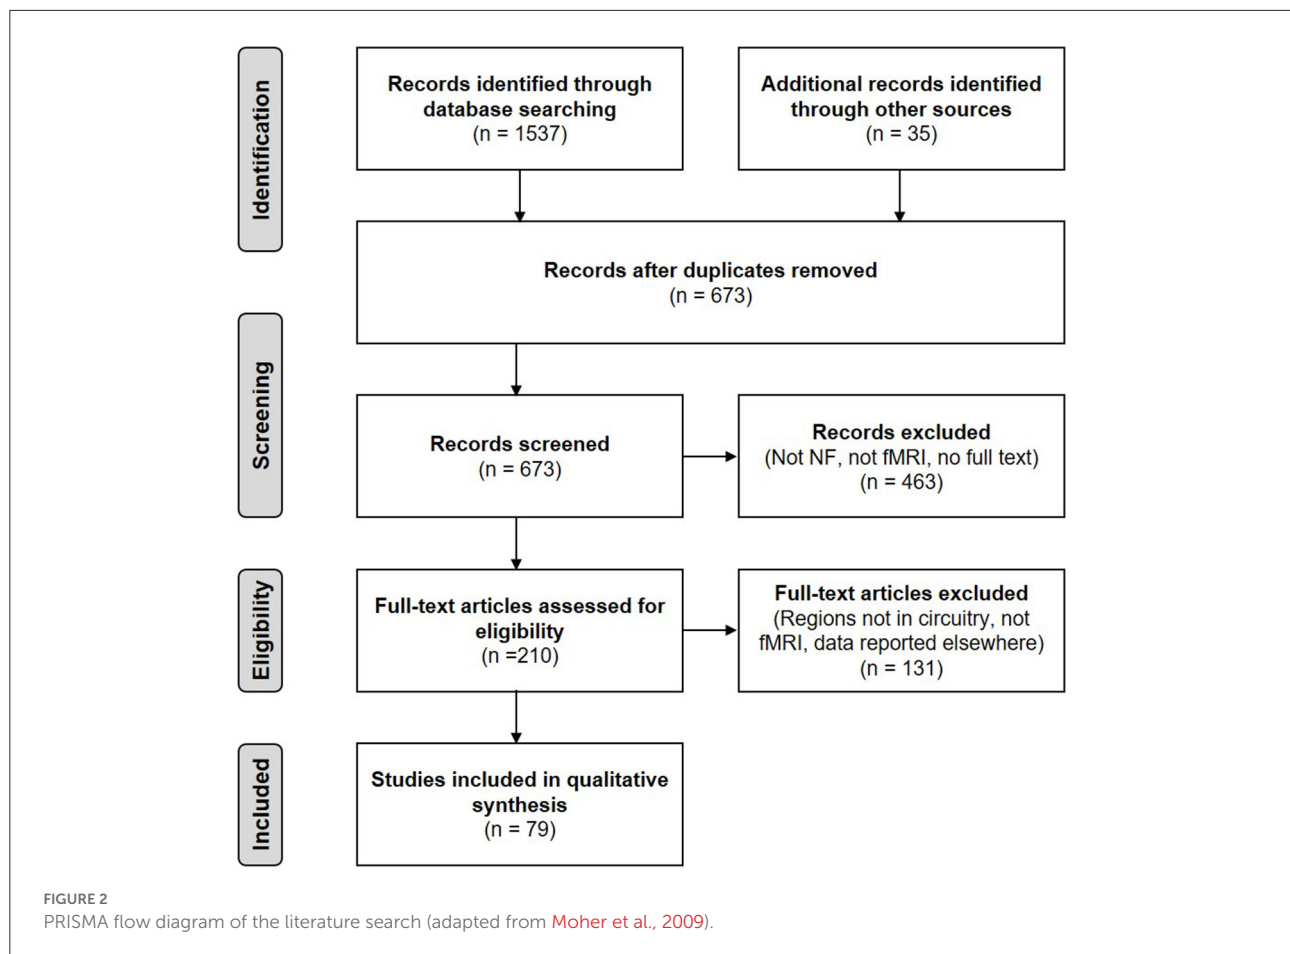 Identification
Records identified through
database searching
(n = 1537)
Additional records identified
through other sources
(n = 35)
Records after duplicates removed
(n = 673)
Screening
Records screened
(n = 673)
Records excluded
(Not NF, not fMRI, no full text)
(n = 463)
Eligibility
Full-text articles assessed for
eligibility
(n =210)
Full-text articles excluded
(Regions not in circuitry, not
fMRI, data reported elsewhere)
(n = 131)
Included
Studies included in qualitative
synthesis
(n = 79)
FIGURE 2
PRISMA flow diagram of the literature search (adapted from Moher et al., 2009).